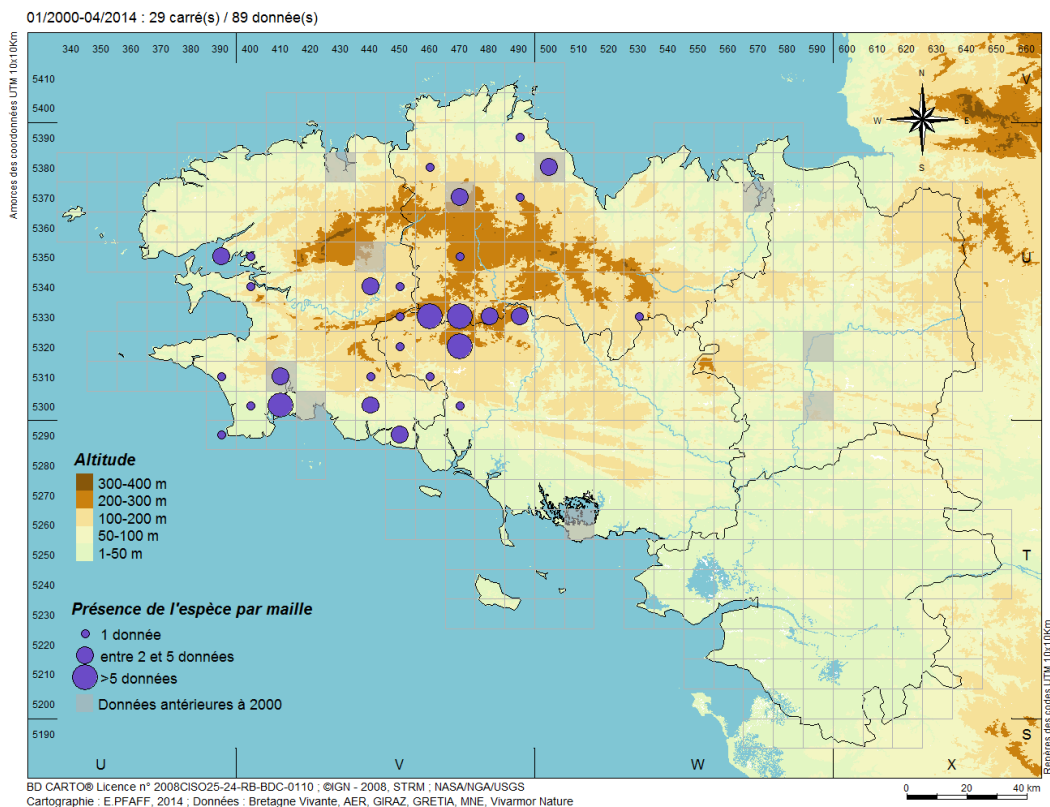 01/2000-04/2014 : 29 carré(s) / 89 donnée(s)
340 350 360 370 380 390 400 410 420 430 440 450 460 470 480 490 500 510 520 530 540 550 560 570 580 590 600 610 620 630 640 650 660
Amorces des coordonnées UTM 10x10Km
5410
5400
5390
5380
5370
5360
5350
5340
5330
5320
5310
5300
5290
5280
5270
5260
5250
5240
5230
5220
5210
5200
5190
N
W E
S
V
U
T
S
Altitude
300-400 m
200-300 m
100-200 m
50-100 m
1-50 m
Présence de l'espèce par maille
1 donnée
entre 2 et 5 données
>5 données
Données antérieures à 2000
U V W X
Repères des codes UTM 10x10Km
BD CARTO® Licence n° 2008CISO25-24-RB-BDC-0110 ; ©IGN - 2008, STRM ; NASA/NGA/USGS
Cartographie : E.PFAFF, 2014 ; Données : Bretagne Vivante, AER, GIRAZ, GRETIA, MNE, Vivarmor Nature
0 20 40 km